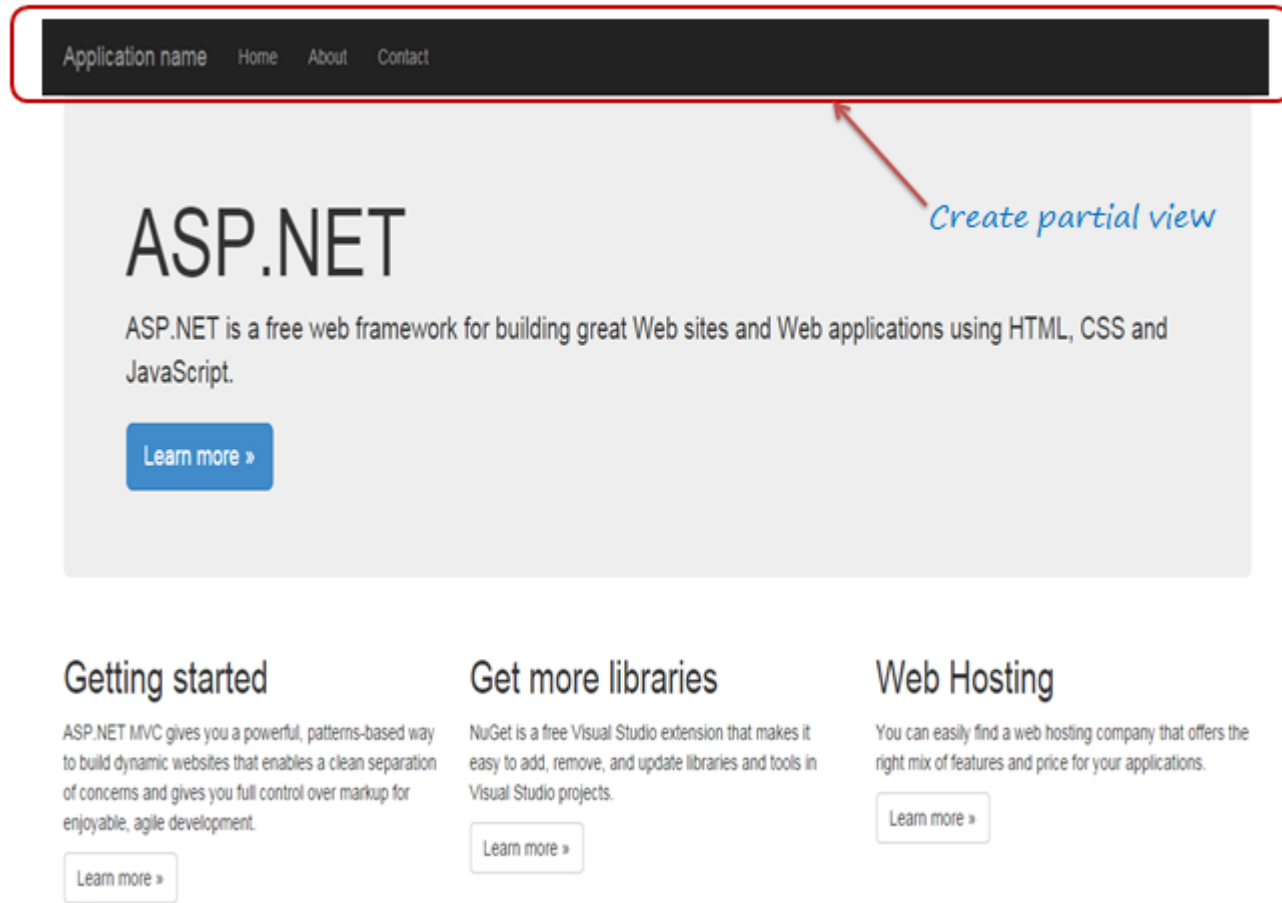 Application name Home About Contact
Create partial view
ASP.NET
ASP.NET is a free web framework for building great Web sites and Web applications using HTML, CSS and
JavaScript.
Learn more »
Getting started
ASP.NET MVC gives you a powerful, patterns-based way
to build dynamic websites that enables a clean separation
of concerns and gives you full control over markup for
enjoyable, agile development.
Learn more »
Get more libraries
NuGet is a free Visual Studio extension that makes it
easy to add, remove, and update libraries and tools in
Visual Studio projects.
Learn more »
Web Hosting
You can easily find a web hosting company that offers the
right mix of features and price for your applications.
Learn more »